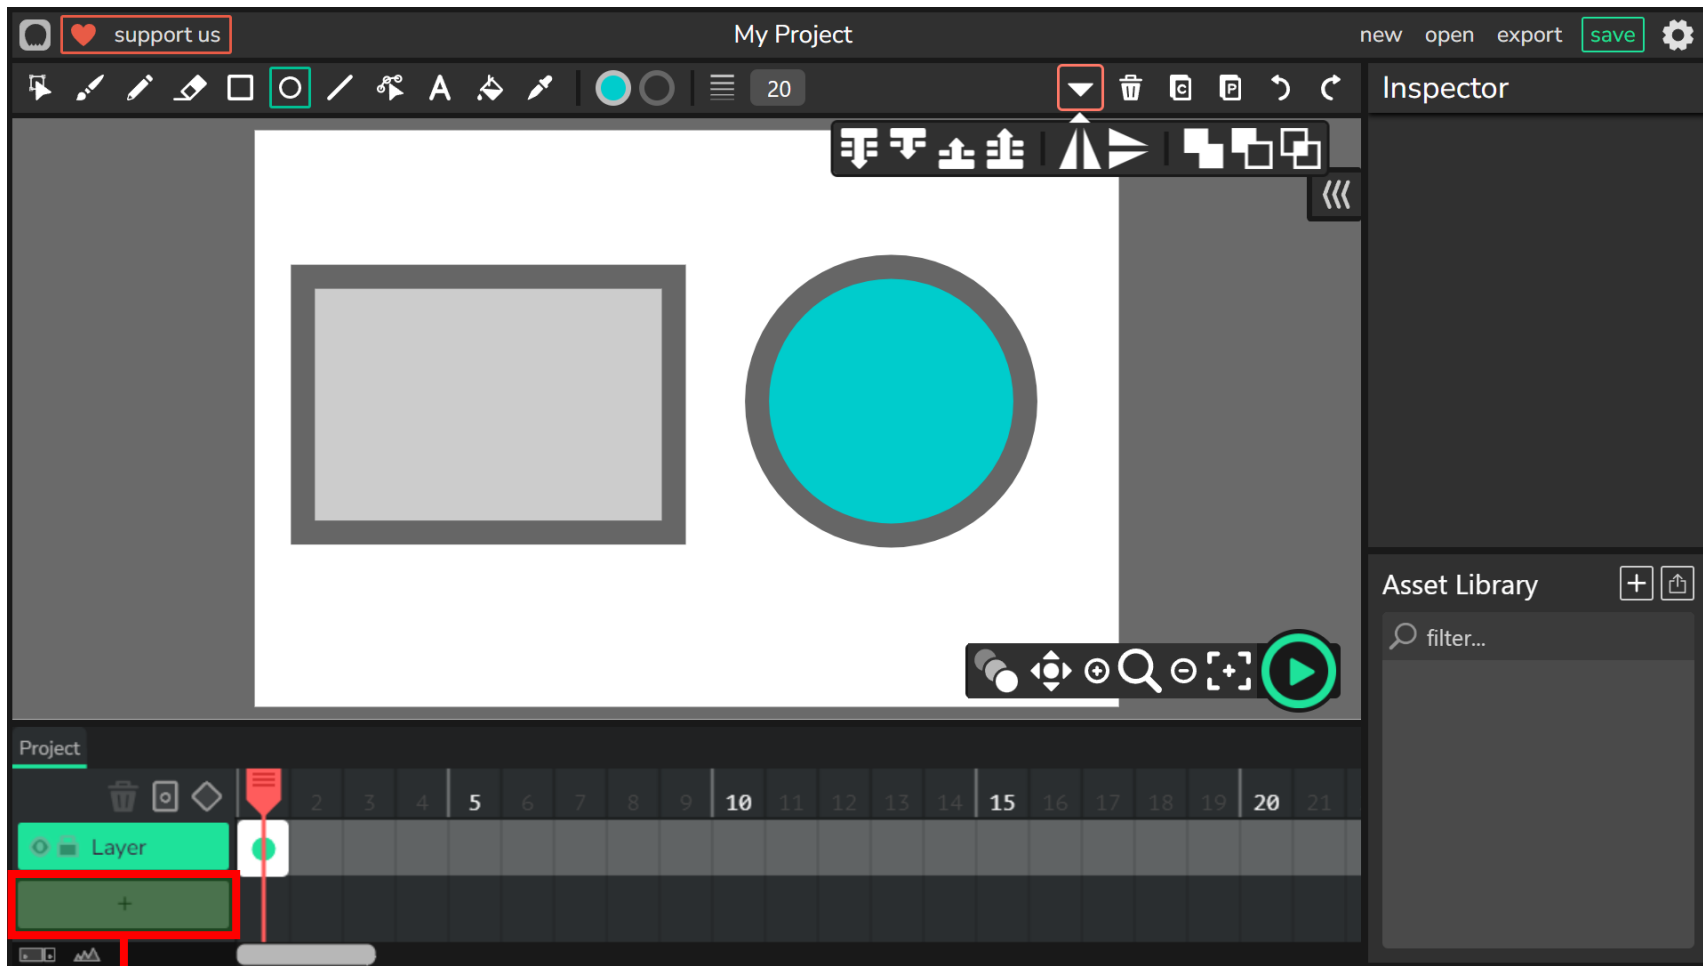 support us
My Project
new open export save
20
Inspector
Asset Library
filter...
Project
2 3 4 5 6 7 8 9 10 11 12 13 14 15 16 17 18 19 20 21
Layer
+